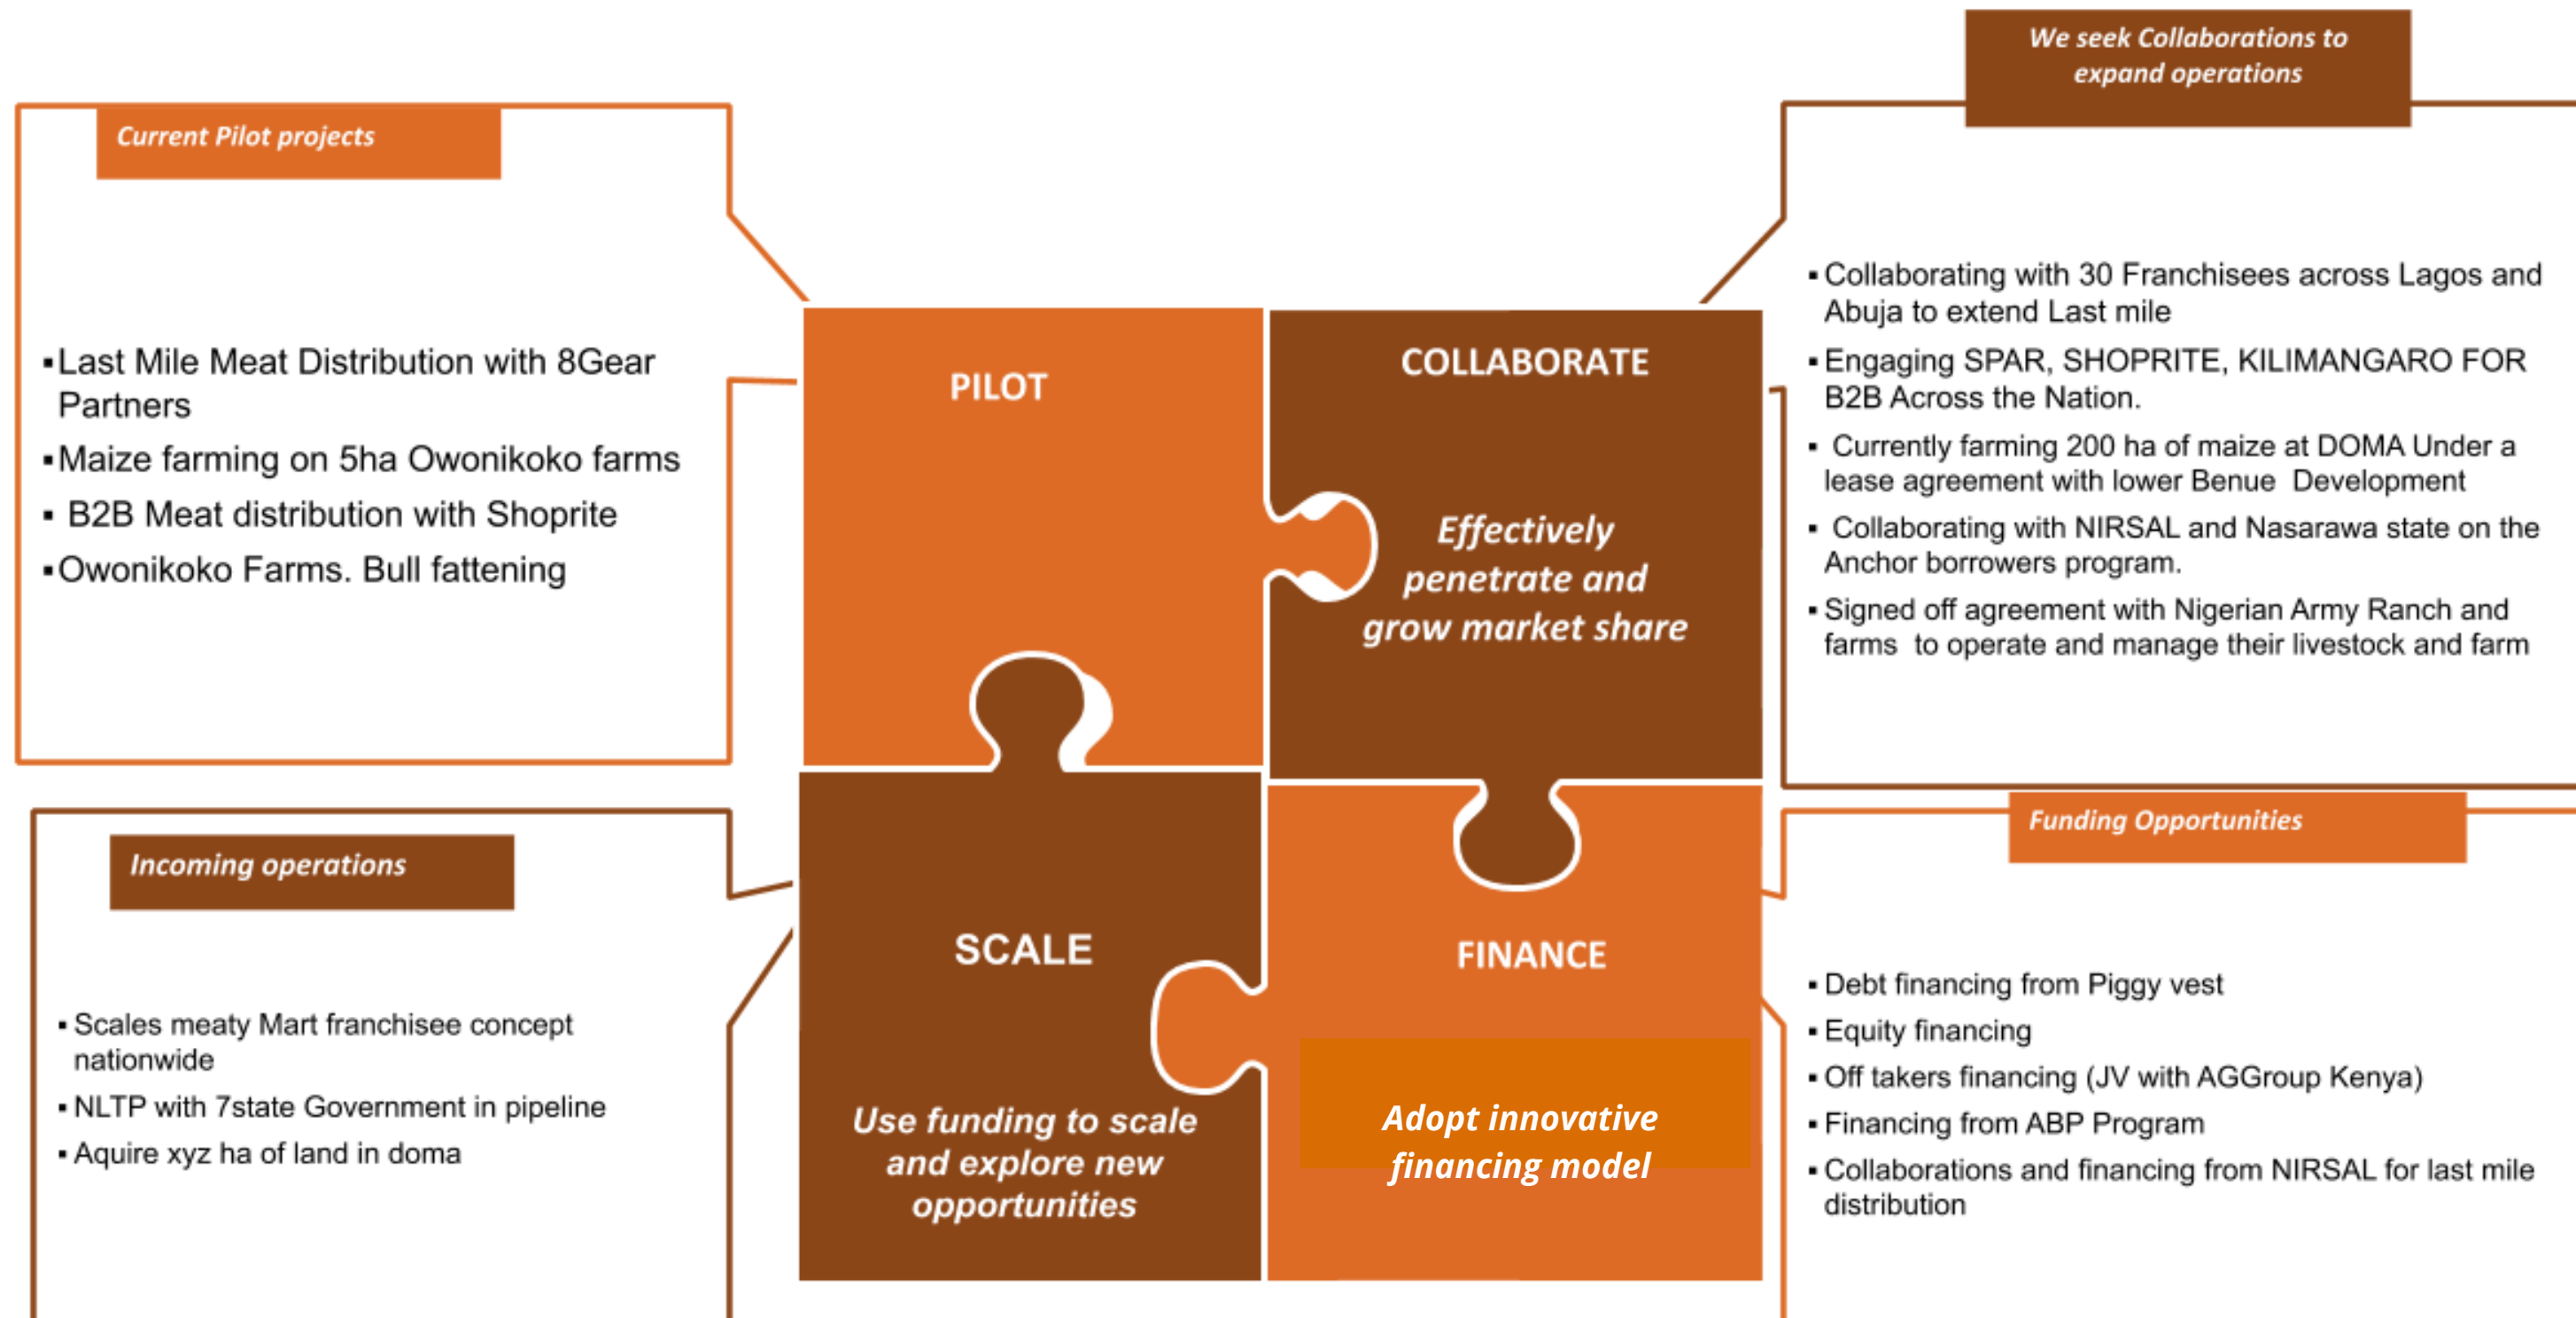 Current Pilot projects
▪Last Mile Meat Distribution with 8Gear
Partners
▪Maize farming on 5ha Owonikoko farms
▪ B2B Meat distribution with Shoprite
▪Owonikoko Farms. Bull fattening
PILOT
COLLABORATE
Effectively
penetrate and
grow market share
We seek Collaborations to
expand operations
▪Collaborating with 30 Franchisees across Lagos and
Abuja to extend Last mile
▪Engaging SPAR, SHOPRITE, KILIMANGARO FOR
B2B Across the Nation.
▪ Currently farming 200 ha of maize at DOMA Under a
lease agreement with lower Benue Development
▪ Collaborating with NIRSAL and Nasarawa state on the
Anchor borrowers program.
▪Signed off agreement with Nigerian Army Ranch and
farms to operate and manage their livestock and farm
Incoming operations
▪Scales meaty Mart franchisee concept
nationwide
▪NLTP with 7state Government in pipeline
▪Aquire xyz ha of land in doma
SCALE
Use funding to scale
and explore new
opportunities
FINANCE
Adopt innovative
financing model
Funding Opportunities
▪Debt financing from Piggy vest
▪Equity financing
▪Off takers financing (JV with AGGroup Kenya)
▪Financing from ABP Program
▪Collaborations and financing from NIRSAL for last mile
distribution